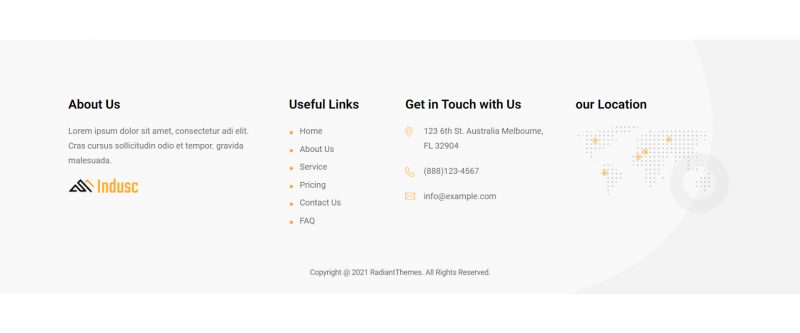 About Us
Lorem ipsum dolor sit amet, consectetur adi elit.
Cras cursus sollicitudin odio et tempor. gravida
malesuada.
Indusc
Useful Links
Home
About Us
Service
Pricing
Contact Us
FAQ
Get in Touch with Us
123 6th St. Australia Melbourne,
FL 32904
(888)123-4567
info@example.com
our Location
Copyright @ 2021 RadiantThemes. All Rights Reserved.